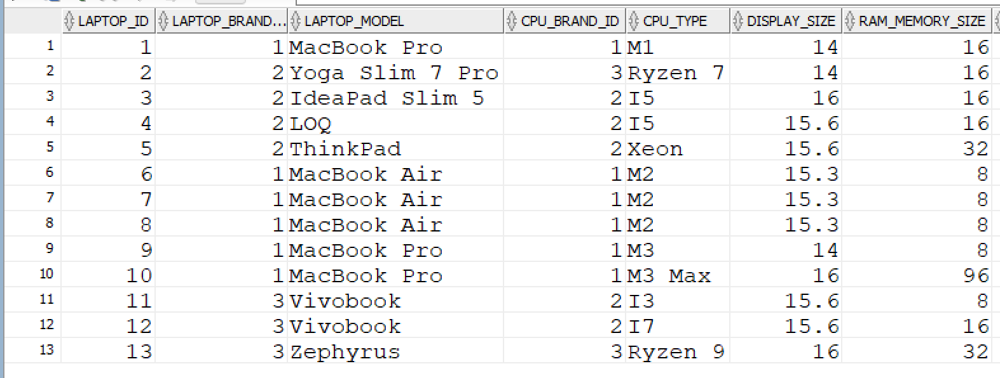 LAPTOP_ID LAPTOP_BRAND... LAPTOP_MODEL CPU_BRAND_ID CPU_TYPE DISPLAY_SIZE RAM_MEMORY_SIZE
1 1 1 MacBook Pro 1 M1 14 16
2 2 2 Yoga Slim 7 Pro 3 Ryzen 7 14 16
3 3 2 IdeaPad Slim 5 2 I5 16 16
4 4 2 LOQ 2 I5 15.6 16
5 5 2 ThinkPad 2 Xeon 15.6 32
6 6 1 MacBook Air 1 M2 15.3 8
7 7 1 MacBook Air 1 M2 15.3 8
8 8 1 MacBook Air 1 M2 15.3 8
9 9 1 MacBook Pro 1 M3 14 8
10 10 1 MacBook Pro 1 M3 Max 16 96
11 11 3 Vivobook 2 I3 15.6 8
12 12 3 Vivobook 2 I7 15.6 16
13 13 3 Zephyrus 3 Ryzen 9 16 32